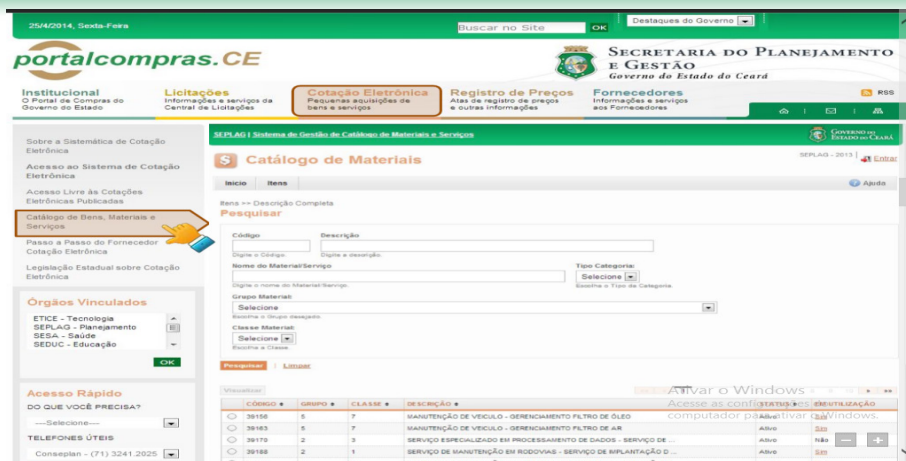 25/4/2014, Sexta-Feira
Buscar no Site OK
Destaques do Governo
portalcompras.CE
SECRETARIA DO PLANEJAMENTO
E GESTÃO
Governo do Estado do Ceará
Institucional
O Portal de Compras do
Governo do Estado
Licitações
Informações e serviços da
Central de Licitações
Cotação Eletrônica
Pequenas aquisições de
bens e serviços
Registro de Preços
Atas de registro de preços
e outras informações
Fornecedores
Informações e serviços
aos Fornecedores
RSS
Sobre a Sistemática de Cotação
Eletrônica
Acesso ao Sistema de Cotação
Eletrônica
Acesso Livre às Cotações
Eletrônicas Publicadas
Catálogo de Bens, Materiais e
Serviços
Passo a Passo do Fornecedor
Cotação Eletrônica
Legislação Estadual sobre Cotação
Eletrônica
Órgãos Vinculados
ETICE - Tecnologia
SEPLAG - Planejamento
SESA - Saúde
SEDUC - Educação
OK
Acesso Rápido
DO QUE VOCÊ PRECISA?
----Selecione----
TELEFONES ÚTEIS
Conseplan - (71) 3241.2025
SEPLAG | Sistema de Gestão de Catálogo de Materiais e Serviços
GOVERNO DO
ESTADO DO CEARÁ
S Catálogo de Materiais
SEPLAG - 2013 | Entrar
Inicio Itens
Ajuda
Itens >> Descrição Completa
Pesquisar
Código Descrição
Digite o Código. Digite a descrição.
Nome do Material/Serviço Tipo Categoria:
Selecione
Digite o nome do Material/Serviço. Escolha o Tipo da Categoria.
Grupo Material:
Selecione
Escolha o Grupo desejado.
Classe Material:
Selecione
Escolha a Classe.
Pesquisar | Limpar
Visualizar
Ativar o Windows
Acesse as configurações do
computador para ativar o Windows.
CÓDIGO GRUPO CLASSE DESCRIÇÃO STATUS REUTILIZAÇÃO
39156 5 7 MANUTENÇÃO DE VEICULO - GERENCIAMENTO FILTRO DE ÓLEO Ativo Sim
39163 5 7 MANUTENÇÃO DE VEICULO - GERENCIAMENTO FILTRO DE AR Ativo Sim
39178 2 3 SERVIÇO ESPECIALIZADO EM PROCESSAMENTO DE DADOS - SERVIÇO DE ... Ativo Não
39188 2 1 SERVIÇO DE MANUTENÇÃO EM RODOVIAS - SERVIÇO DE IMPLANTAÇÃO D ... Ativo Sim